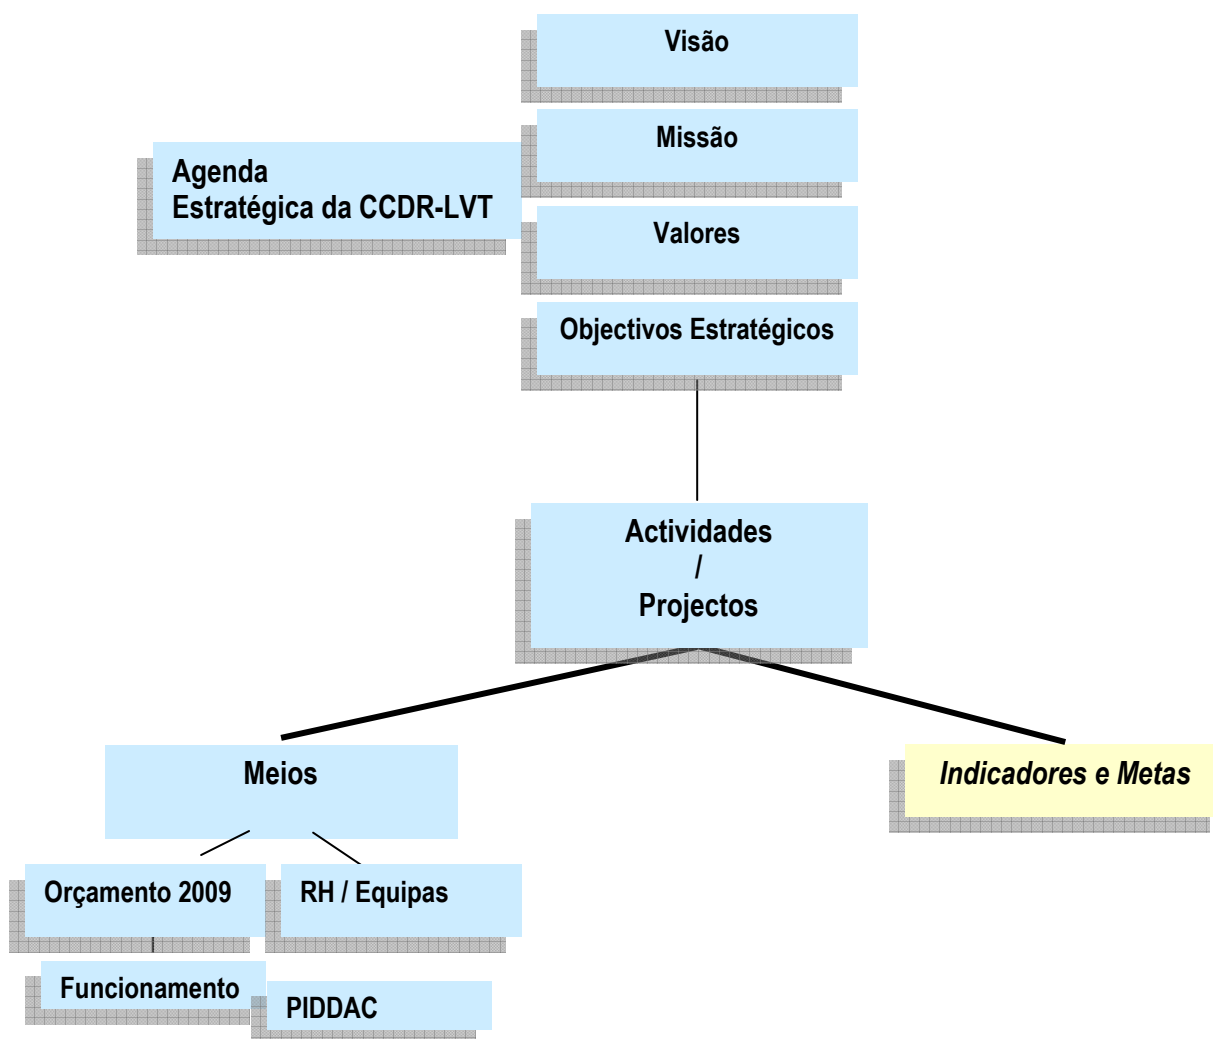 Visão
Missão
Agenda
Estratégica da CCDR-LVT
Valores
Objectivos Estratégicos
Actividades
/
Projectos
Meios
Indicadores e Metas
Orçamento 2009
RH / Equipas
Funcionamento
PIDDAC